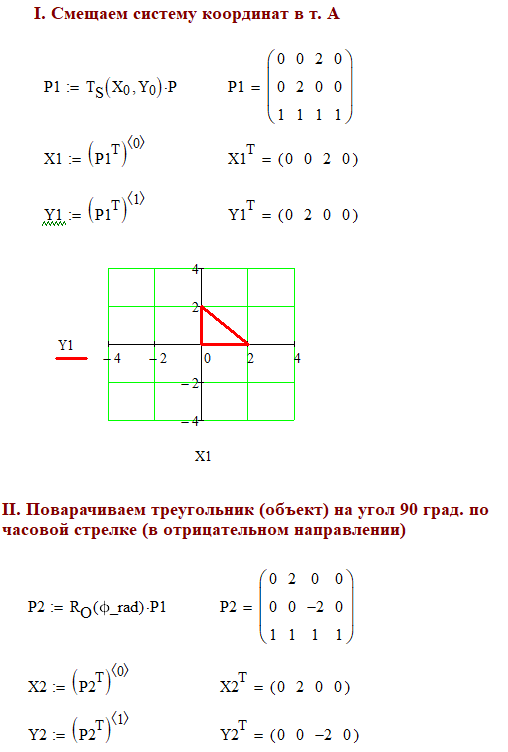 I. Смещаем систему координат в т. А
P1 := T_S(X_0, Y_0)·P P1 = (0 0 2 0
0 2 0 0
1 1 1 1)
X1 := (P1^T)^⟨0⟩ X1^T = (0 0 2 0)
Y1 := (P1^T)^⟨1⟩ Y1^T = (0 2 0 0)
4
2
Y1
−4 −2 0 2 4
−2
−4
X1
II. Поварачиваем треугольник (объект) на угол 90 град. по
часовой стрелке (в отрицательном направлении)
P2 := R_O(ϕ_rad)·P1 P2 = (0 2 0 0
0 0 −2 0
1 1 1 1)
X2 := (P2^T)^⟨0⟩ X2^T = (0 2 0 0)
Y2 := (P2^T)^⟨1⟩ Y2^T = (0 0 −2 0)